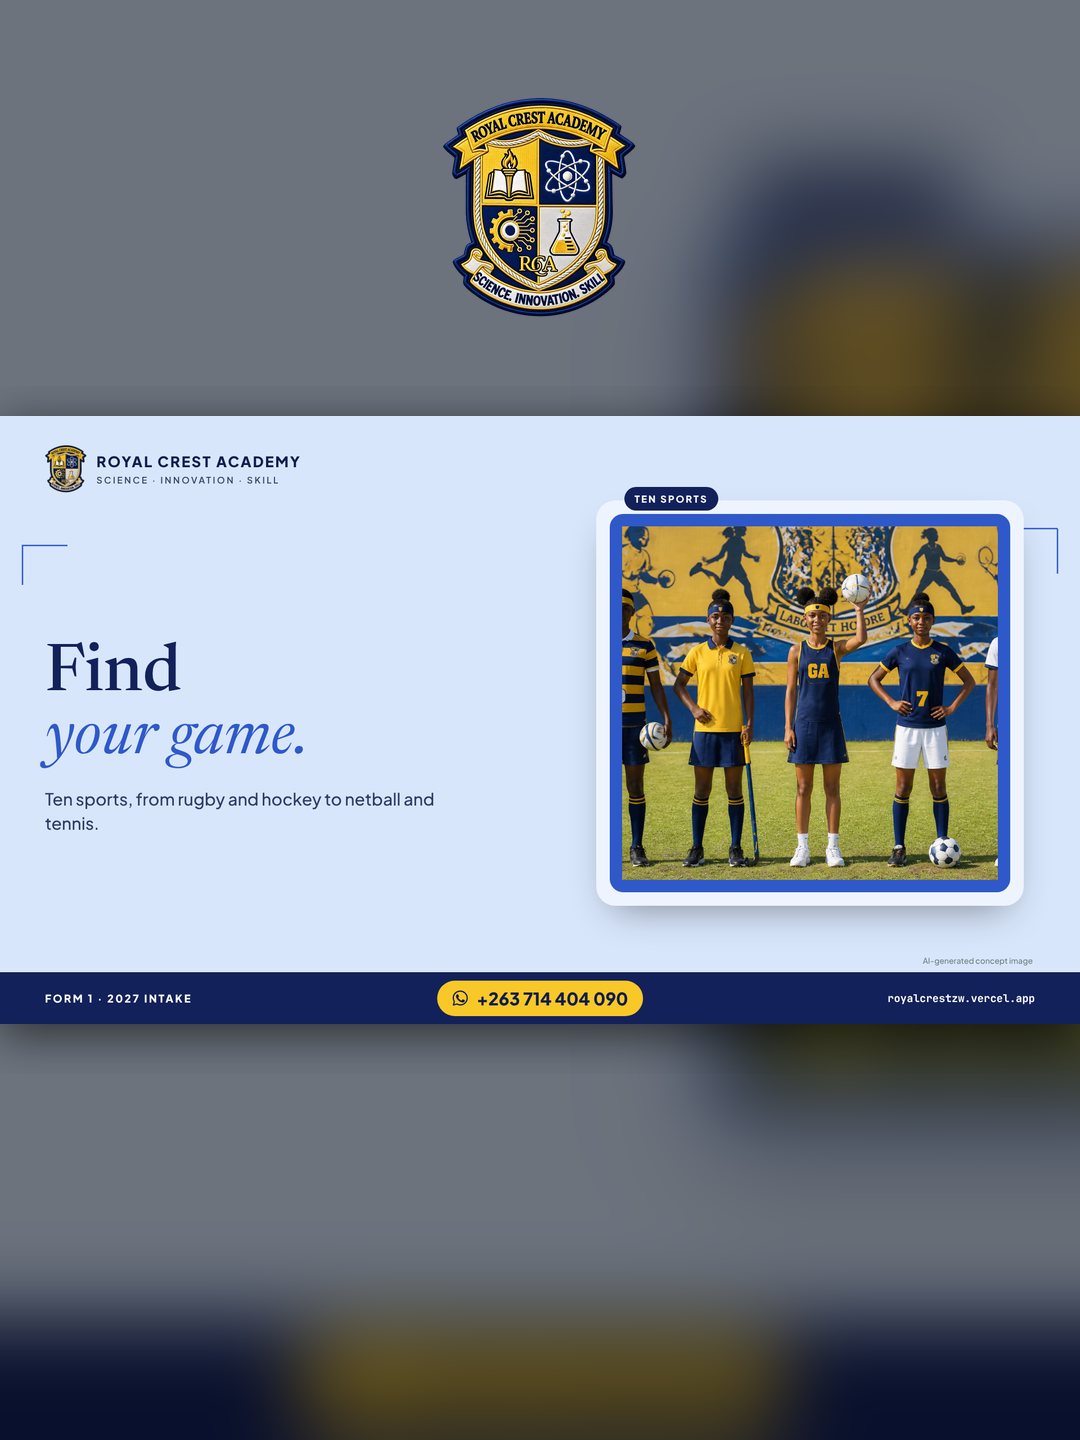 ROYAL CREST ACADEMY
RCA
SCIENCE. INNOVATION. SKILL
ROYAL CREST ACADEMY
SCIENCE · INNOVATION · SKILL
TEN SPORTS
GA
7
Find
your game.
Ten sports, from rugby and hockey to netball and
tennis.
AI-generated concept image
FORM 1 · 2027 INTAKE
+263 714 404 090
royalcrestzw.vercel.app